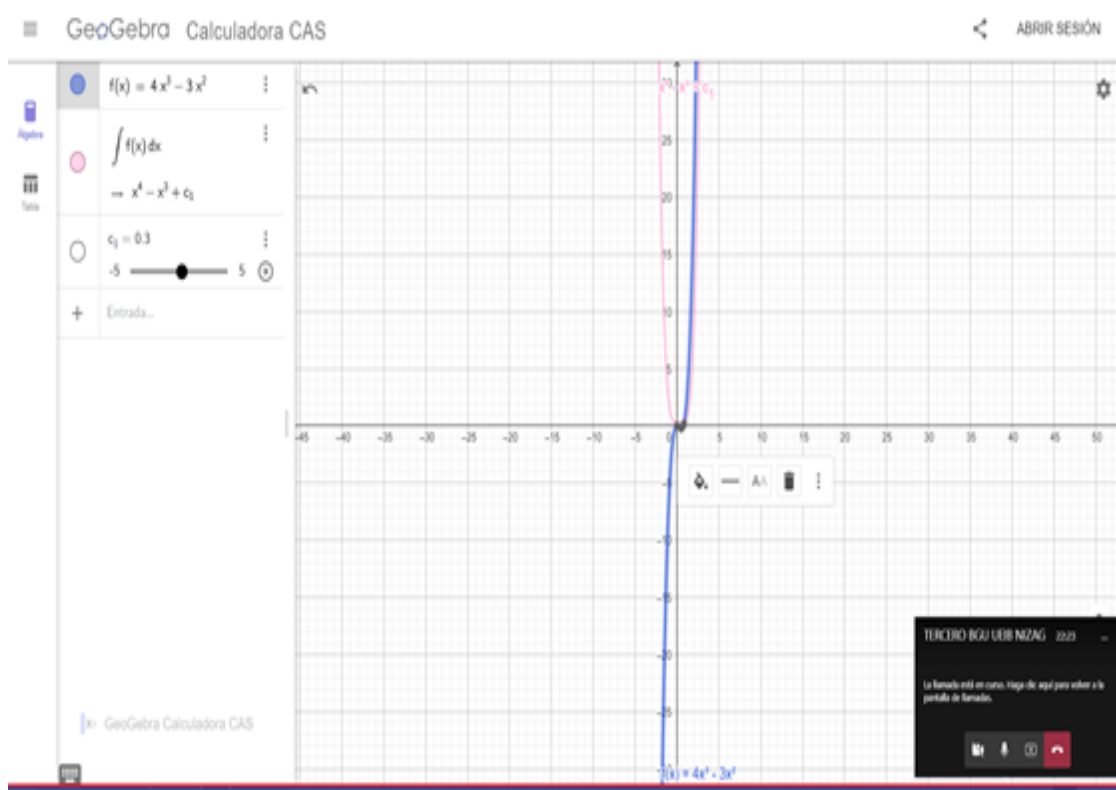 GeoGebra Calculadora CAS
ABRIR SESIÓN
f(x) = 4x³ − 3x²
Álgebra
∫ f(x) dx
→ x⁴ − x³ + c₁
Tabla
c₁ = 0.3
-5 5
+ Entrada...
GeoGebra Calculadora CAS
25
20
15
10
5
-45 -40 -35 -30 -25 -20 -15 -10 -5 0 5 10 15 20 25 30 35 40 45 50
-5
-10
-15
-20
-25
f(x) = 4x³ - 3x²
AA
TERCERO BGU UEIB NIZAG 22:23
La llamada está en curso. Haga clic aquí para volver a la
pantalla de llamadas.